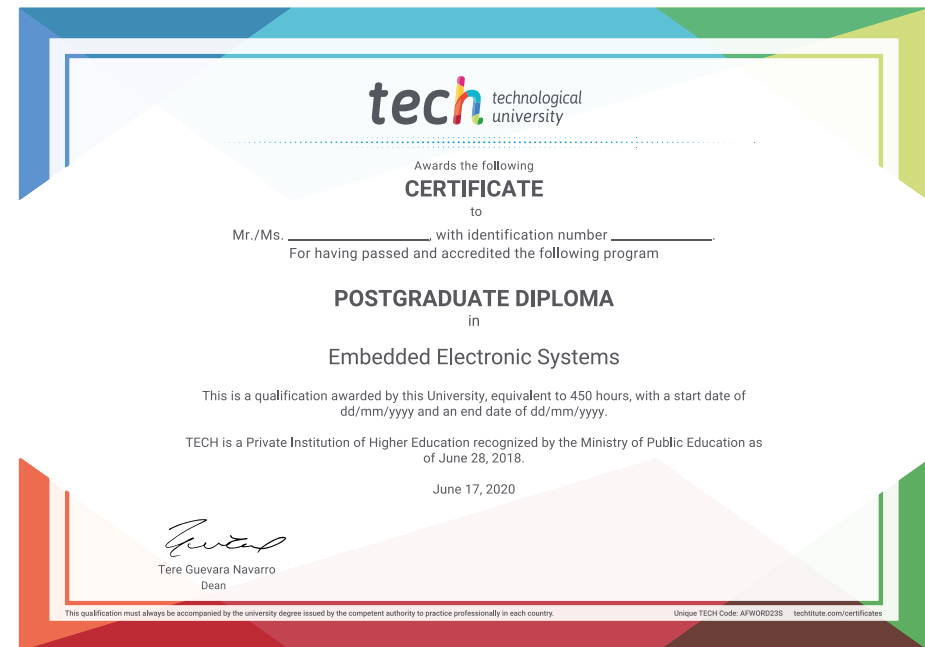 tech technological
university
Awards the following
CERTIFICATE
to
Mr./Ms. ____________________, with identification number ______________.
For having passed and accredited the following program
POSTGRADUATE DIPLOMA
in
Embedded Electronic Systems
This is a qualification awarded by this University, equivalent to 450 hours, with a start date of
dd/mm/yyyy and an end date of dd/mm/yyyy.
TECH is a Private Institution of Higher Education recognized by the Ministry of Public Education as
of June 28, 2018.
June 17, 2020
Tere Guevara Navarro
Dean
This qualification must always be accompanied by the university degree issued by the competent authority to practice professionally in each country.
Unique TECH Code: AFWORD23S techtitute.com/certificates